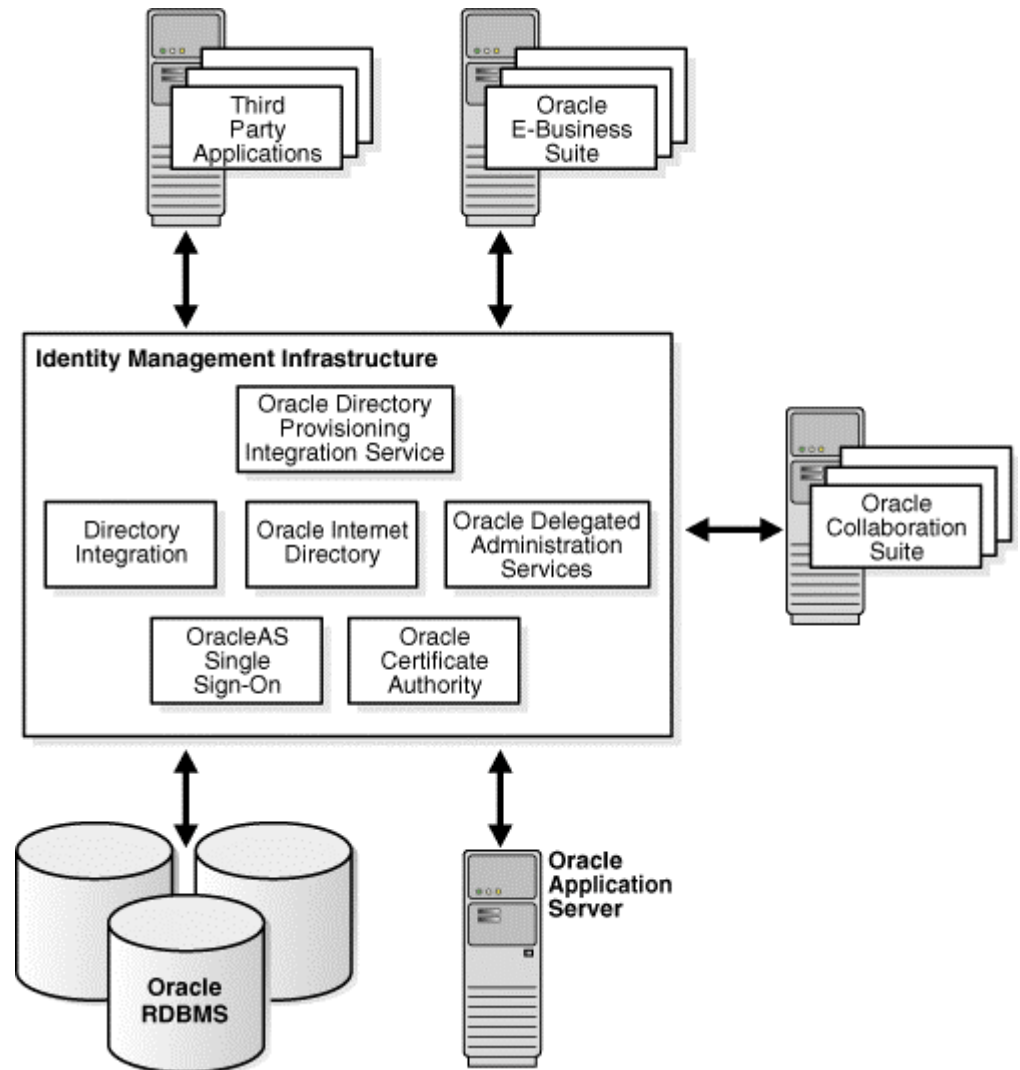 Third
Party
Applications
Oracle
E-Business
Suite
Identity Management Infrastructure
Oracle Directory
Provisioning
Integration Service
Directory
Integration
Oracle Internet
Directory
Oracle Delegated
Administration
Services
OracleAS
Single
Sign-On
Oracle
Certificate
Authority
Oracle
Collaboration
Suite
Oracle
RDBMS
Oracle
Application
Server